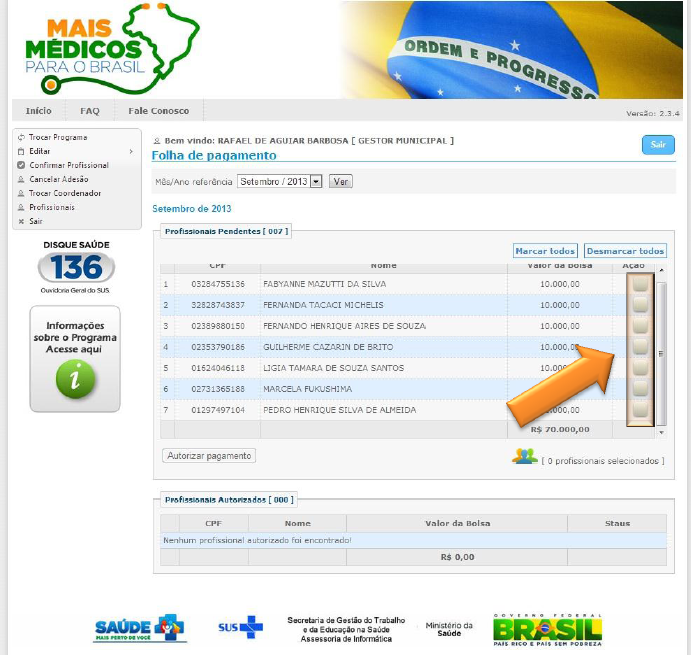 MAIS
MÉDICOS
PARA O BRASIL
ORDEM E PROGRESSO
Início FAQ Fale Conosco
Versão: 2.3.4
Trocar Programa
Editar
Confirmar Profissional
Cancelar Adesão
Trocar Coordenador
Profissionais
Sair
Bem vindo: RAFAEL DE AGUIAR BARBOSA [ GESTOR MUNICIPAL ]
Sair
Folha de pagamento
Mês/Ano referência Setembro / 2013 Ver
Setembro de 2013
DISQUE SAÚDE
136
Ouvidoria Geral do SUS.
Informações
sobre o Programa
Acesse aqui
i
Profissionais Pendentes [ 007 ]
Marcar todos Desmarcar todos
CPF Nome Valor da bolsa Ação
1 03284755136 FABYANNE MAZUTTI DA SILVA 10.000,00
2 32828743837 FERNANDA TACACI MICHELIS 10.000,00
3 02389880150 FERNANDO HENRIQUE AIRES DE SOUZA 10.000,00
4 02353790186 GUILHERME CAZARIN DE BRITO 10.000,00
5 01624046118 LIGIA TAMARA DE SOUZA SANTOS 10.000,00
6 02731365188 MARCELA FUKUSHIMA
7 01297497104 PEDRO HENRIQUE SILVA DE ALMEIDA
R$ 70.000,00
Autorizar pagamento
[ 0 profissionais selecionados ]
Profissionais Autorizados [ 000 ]
CPF Nome Valor da Bolsa Staus
Nenhum profissional autorizado foi encontrado!
R$ 0,00
SAÚDE
MAIS PERTO DE VOCÊ
SUS
Secretaria de Gestão do Trabalho
e da Educação na Saúde
Assessoria de Informática
Ministério da
Saúde
GOVERNO FEDERAL
BRASIL
PAÍS RICO E PAÍS SEM POBREZA